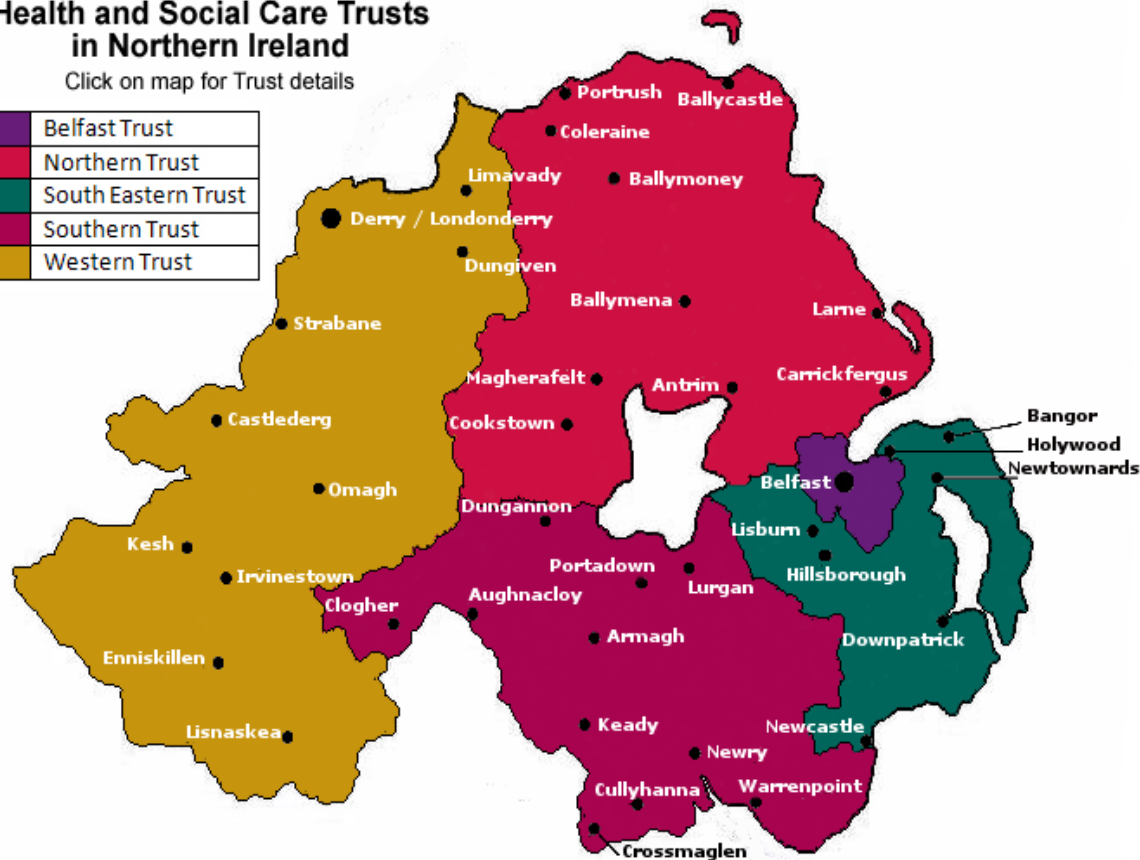 Health and Social Care Trusts
in Northern Ireland
Click on map for Trust details
Belfast Trust
Northern Trust
South Eastern Trust
Southern Trust
Western Trust
Portrush
Ballycastle
Coleraine
Limavady
Ballymoney
Derry / Londonderry
Dungiven
Ballymena
Larne
Strabane
Magherafelt
Antrim
Carrickfergus
Castlederg
Cookstown
Bangor
Holywood
Newtownards
Belfast
Omagh
Dungannon
Lisburn
Kesh
Portadown
Hillsborough
Irvinestown
Lurgan
Clogher
Aughnacloy
Armagh
Downpatrick
Enniskillen
Lisnaskea
Keady
Newcastle
Newry
Cullyhanna
Warrenpoint
Crossmaglen